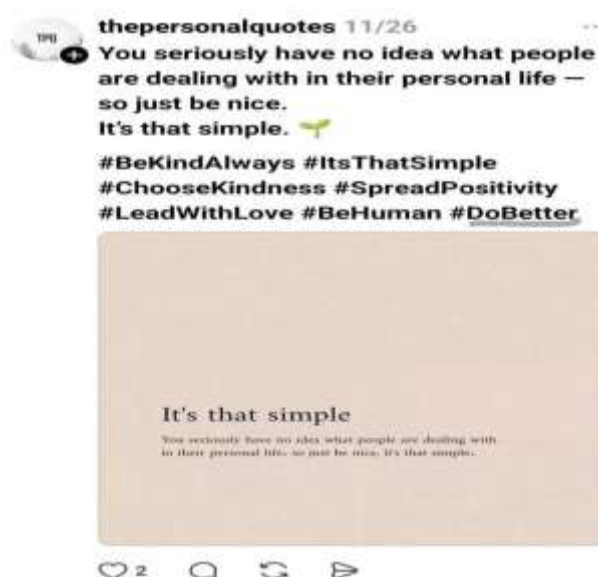 TPQ
thepersonalquotes 11/26
You seriously have no idea what people
are dealing with in their personal life —
so just be nice.
It's that simple. 🌱
#BeKindAlways #ItsThatSimple
#ChooseKindness #SpreadPositivity
#LeadWithLove #BeHuman #DoBetter
It's that simple
You seriously have no idea what people are dealing with
in their personal life, so just be nice, it's that simple.
2